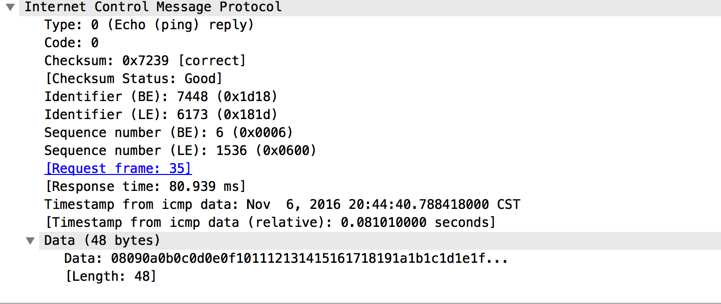 Internet Control Message Protocol
Type: 0 (Echo (ping) reply)
Code: 0
Checksum: 0x7239 [correct]
[Checksum Status: Good]
Identifier (BE): 7448 (0x1d18)
Identifier (LE): 6173 (0x181d)
Sequence number (BE): 6 (0x0006)
Sequence number (LE): 1536 (0x0600)
[Request frame: 35]
[Response time: 80.939 ms]
Timestamp from icmp data: Nov  6, 2016 20:44:40.788418000 CST
[Timestamp from icmp data (relative): 0.081010000 seconds]
Data (48 bytes)
Data: 08090a0b0c0d0e0f101112131415161718191a1b1c1d1e1f...
[Length: 48]